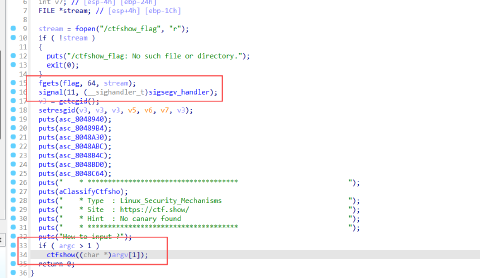 6 int v7; // [esp-4h] [ebp-24h]
7 FILE *stream; // [esp+4h] [ebp-1Ch]
8
9 stream = fopen("/ctfshow_flag", "r");
10 if ( !stream )
11 {
12 puts("/ctfshow_flag: No such file or directory.");
13 exit(0);
14 }
15 fgets(flag, 64, stream);
16 signal(11, (__sighandler_t)sigsegv_handler);
17 v3 = getegid();
18 setresgid(v3, v3, v3, v5, v6, v7, v3);
19 puts(asc_8048940);
20 puts(asc_80489B4);
21 puts(asc_8048A30);
22 puts(asc_8048ABC);
23 puts(asc_8048B4C);
24 puts(asc_8048BD0);
25 puts(asc_8048C64);
26 puts(" * ************************************* ");
27 puts(aClassifyCtfsho);
28 puts(" * Type : Linux_Security_Mechanisms ");
29 puts(" * Site : https://ctf.show/ ");
30 puts(" * Hint : No canary found ");
31 puts(" * ************************************* ");
32 puts("How to input ?");
33 if ( argc > 1 )
34 ctfshow((char *)argv[1]);
35 return 0;
36 }